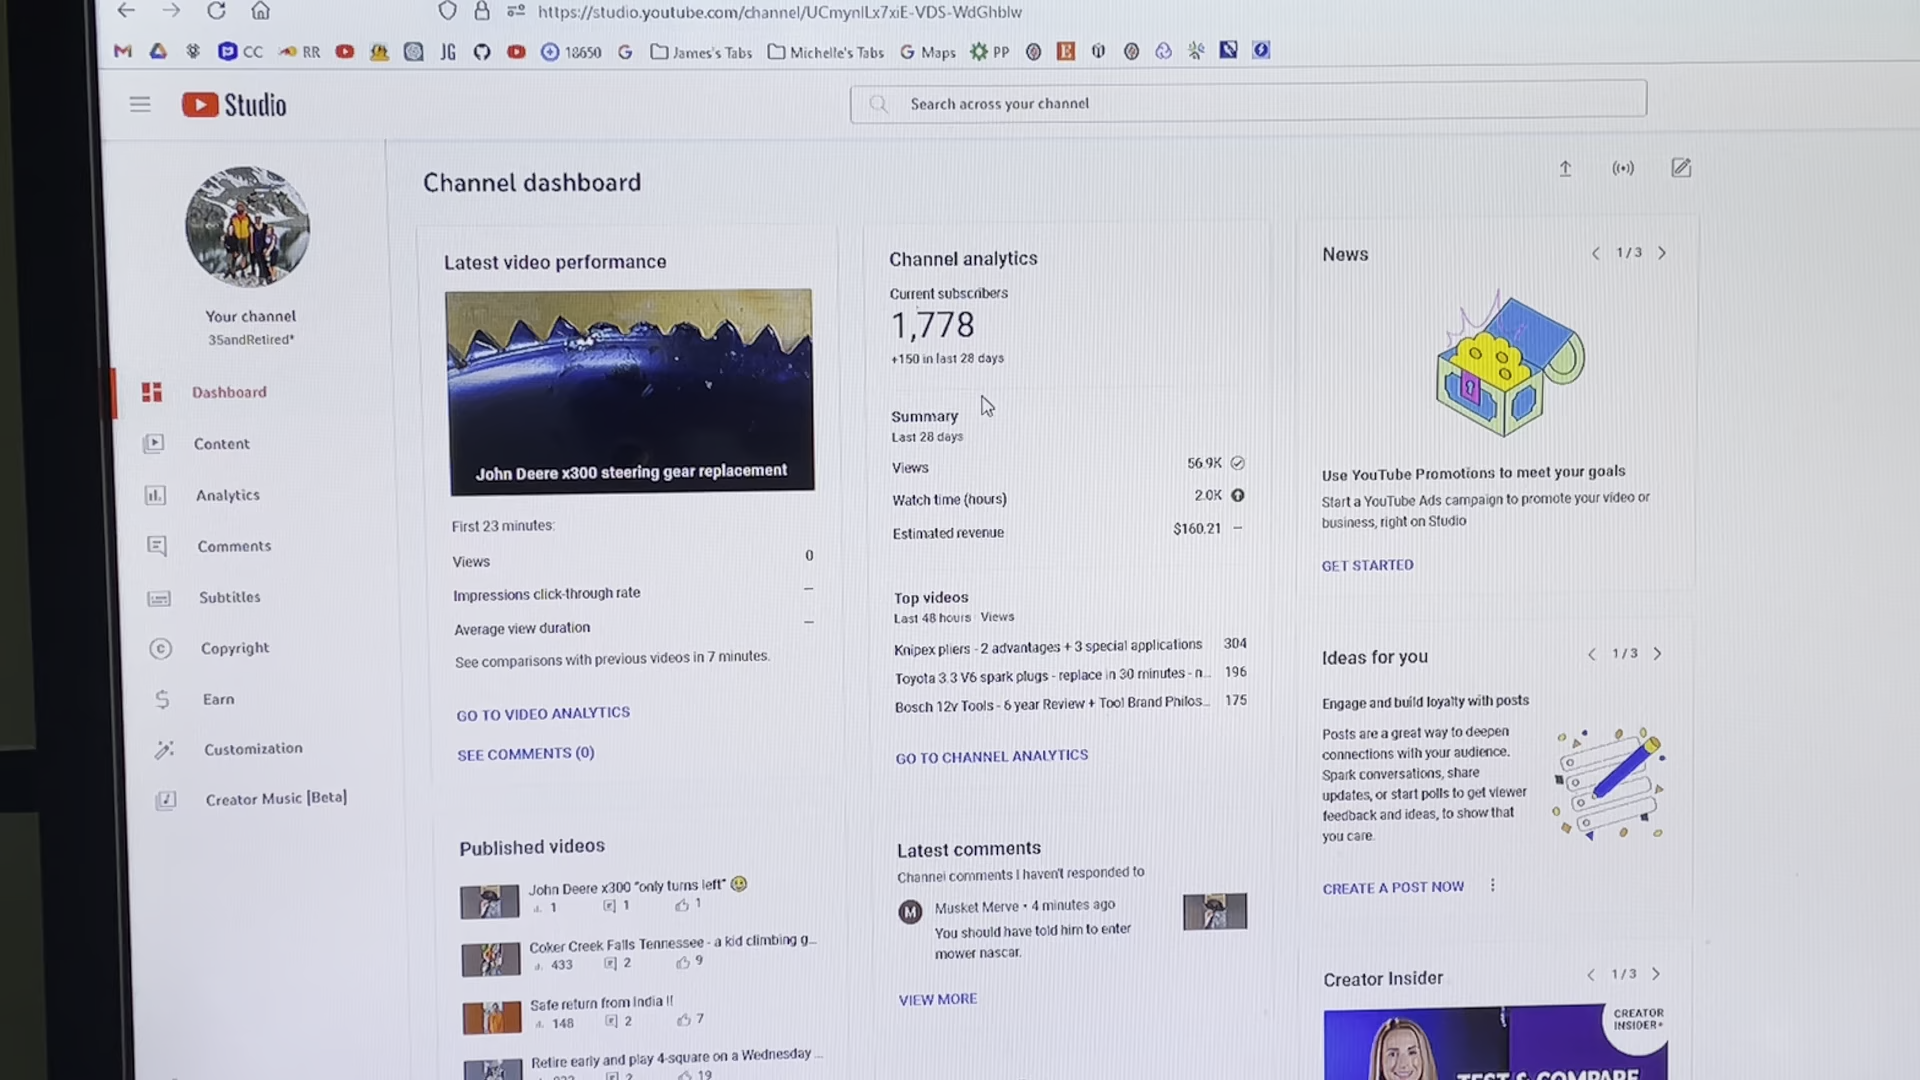 https://studio.youtube.com/channel/UCmynlLx7xiE-VDS-WdGhblw
CC
RR
JG
18650
James's Tabs
Michelle's Tabs
Maps
PP
Studio
Search across your channel
Your channel
35andRetired*
Dashboard
Content
Analytics
Comments
Subtitles
Copyright
Earn
Customization
Creator Music [Beta]
Channel dashboard
Latest video performance
John Deere x300 steering gear replacement
First 23 minutes:
Views 0
Impressions click-through rate –
Average view duration –
See comparisons with previous videos in 7 minutes.
GO TO VIDEO ANALYTICS
SEE COMMENTS (0)
Published videos
John Deere x300 "only turns left" 🥴
1 1 1
Coker Creek Falls Tennessee - a kid climbing g...
433 2 9
Safe return from India !!
148 2 7
Retire early and play 4-square on a Wednesday ...
2 19
Channel analytics
Current subscribers
1,778
+150 in last 28 days
Summary
Last 28 days
Views 56.9K
Watch time (hours) 2.0K
Estimated revenue $160.21 –
Top videos
Last 48 hours · Views
Knipex pliers - 2 advantages + 3 special applications 304
Toyota 3.3 V6 spark plugs - replace in 30 minutes - n... 196
Bosch 12v Tools - 6 year Review + Tool Brand Philos... 175
GO TO CHANNEL ANALYTICS
Latest comments
Channel comments I haven't responded to
M
Musket Merve • 4 minutes ago
You should have told him to enter
mower nascar.
VIEW MORE
News
1/3
Use YouTube Promotions to meet your goals
Start a YouTube Ads campaign to promote your video or
business, right on Studio
GET STARTED
Ideas for you
1/3
Engage and build loyalty with posts
Posts are a great way to deepen
connections with your audience.
Spark conversations, share
updates, or start polls to get viewer
feedback and ideas, to show that
you care.
CREATE A POST NOW
Creator Insider
1/3
CREATOR
INSIDER+
TEST & COMPARE